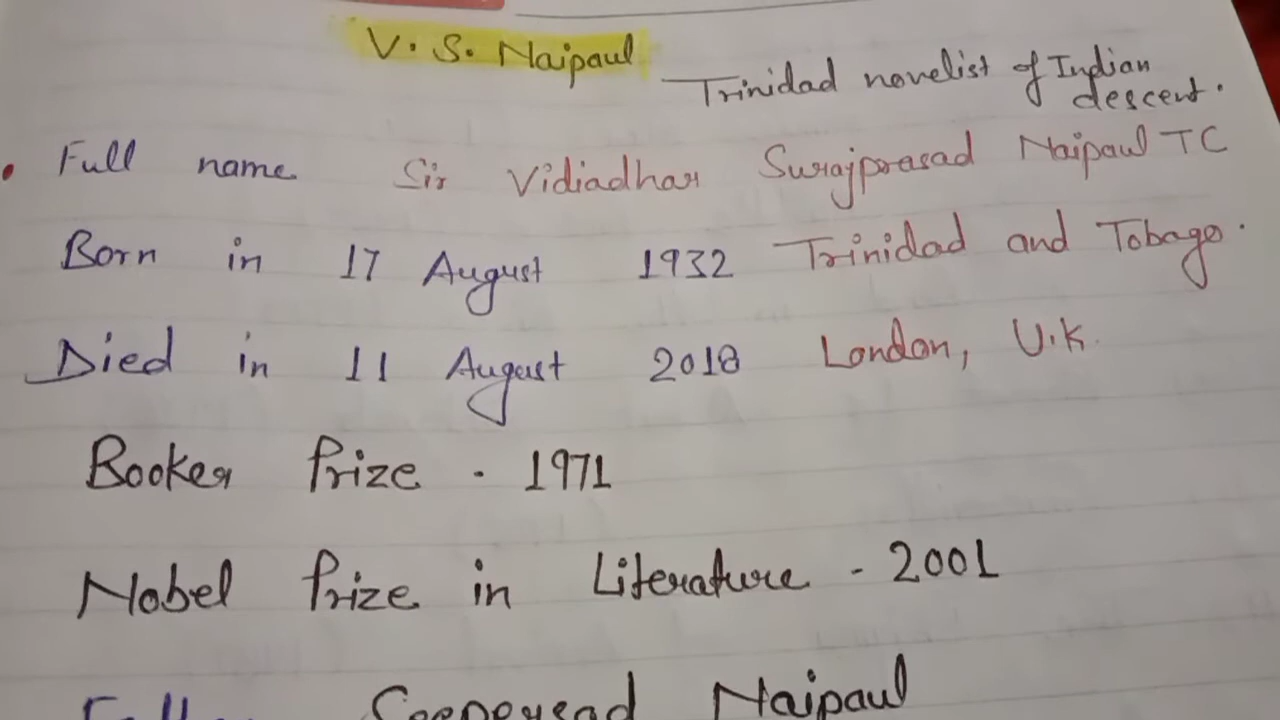 V. S. Naipaul
Trinidad novelist of Indian
descent.
Full name Sir Vidiadhar Surajprasad Naipaul TC
Born in 17 August 1932 Trinidad and Tobago.
Died in 11 August 2018 London, U.K.
Booker Prize - 1971
Nobel Prize in Literature - 2001
Naipaul